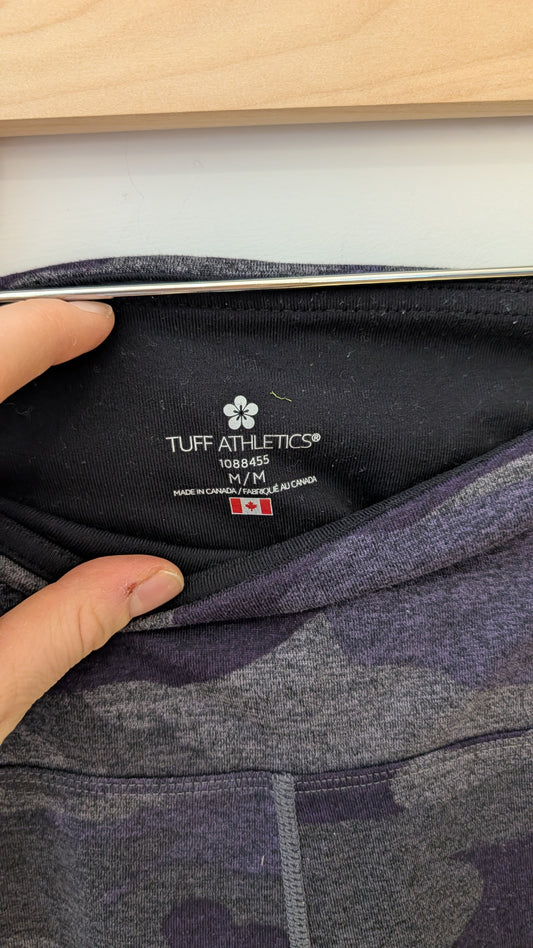 TUFF ATHLETICS®
1088455
M/M
MADE IN CANADA / FABRIQUÉ AU CANADA